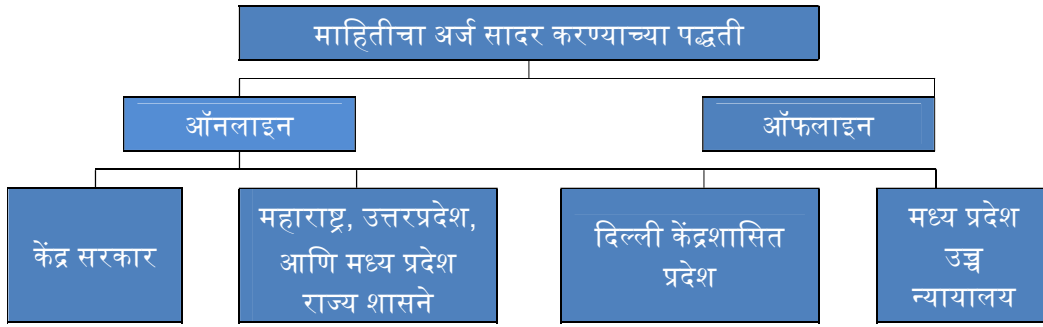 माहितीचा अर्ज सादर करण्याच्या पद्धती
ऑनलाइन
ऑफलाइन
केंद्र सरकार
महाराष्ट्र, उत्तरप्रदेश,
आणि मध्य प्रदेश
राज्य शासने
दिल्ली केंद्रशासित
प्रदेश
मध्य प्रदेश
उच्च
न्यायालय